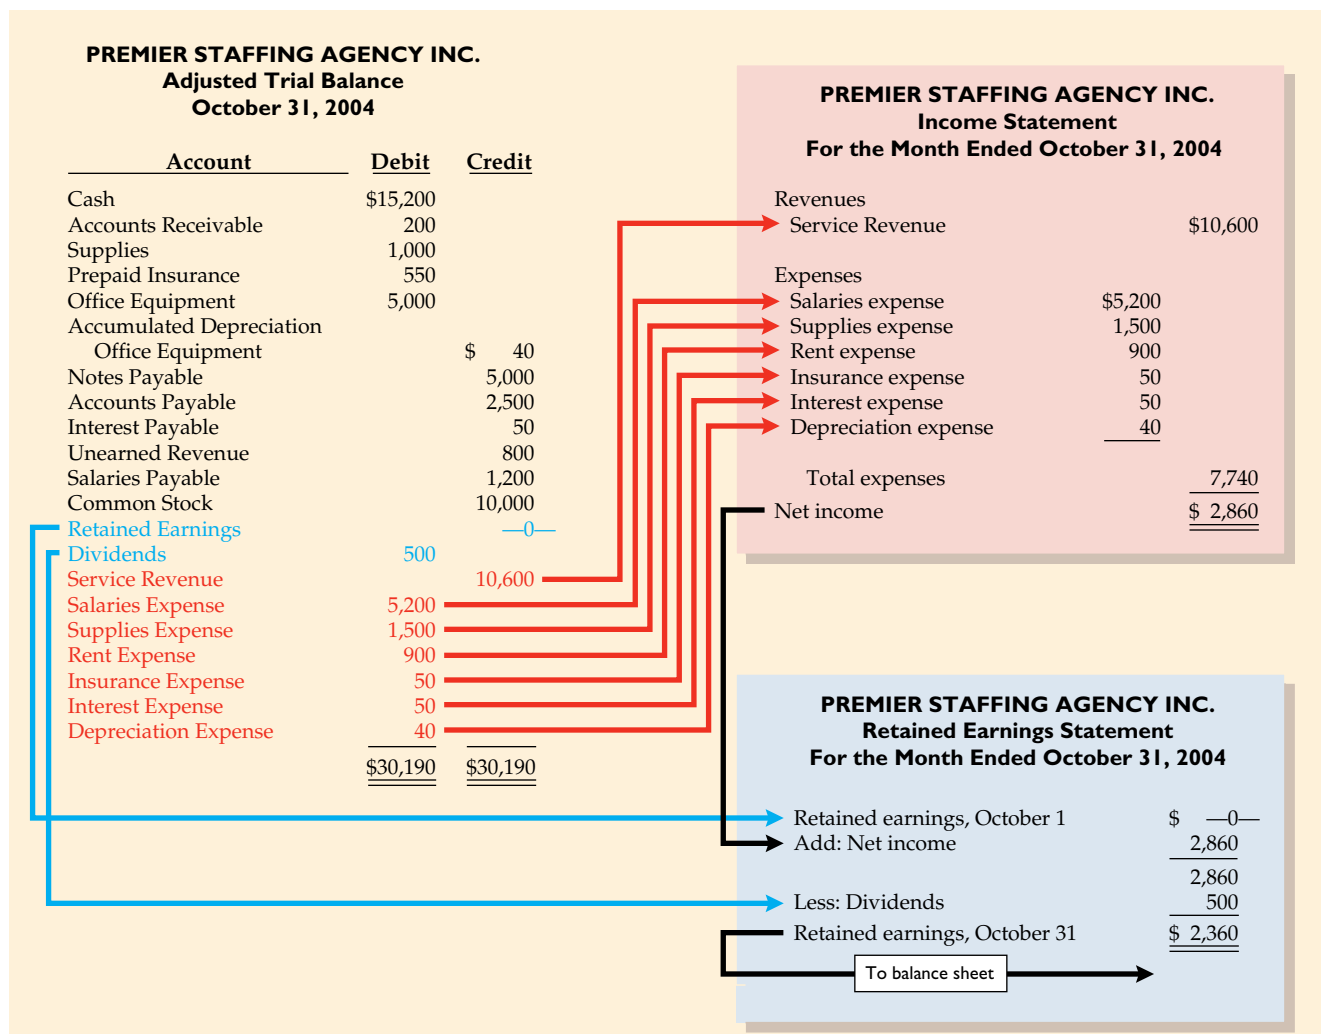 PREMIER STAFFING AGENCY INC.
Adjusted Trial Balance
October 31, 2004
Account Debit Credit
Cash $15,200
Accounts Receivable 200
Supplies 1,000
Prepaid Insurance 550
Office Equipment 5,000
Accumulated Depreciation
Office Equipment $ 40
Notes Payable 5,000
Accounts Payable 2,500
Interest Payable 50
Unearned Revenue 800
Salaries Payable 1,200
Common Stock 10,000
Retained Earnings —0—
Dividends 500
Service Revenue 10,600
Salaries Expense 5,200
Supplies Expense 1,500
Rent Expense 900
Insurance Expense 50
Interest Expense 50
Depreciation Expense 40
$30,190 $30,190
PREMIER STAFFING AGENCY INC.
Income Statement
For the Month Ended October 31, 2004
Revenues
Service Revenue $10,600
Expenses
Salaries expense $5,200
Supplies expense 1,500
Rent expense 900
Insurance expense 50
Interest expense 50
Depreciation expense 40
Total expenses 7,740
Net income $ 2,860
PREMIER STAFFING AGENCY INC.
Retained Earnings Statement
For the Month Ended October 31, 2004
Retained earnings, October 1 $ —0—
Add: Net income 2,860
2,860
Less: Dividends 500
Retained earnings, October 31 $ 2,360
To balance sheet